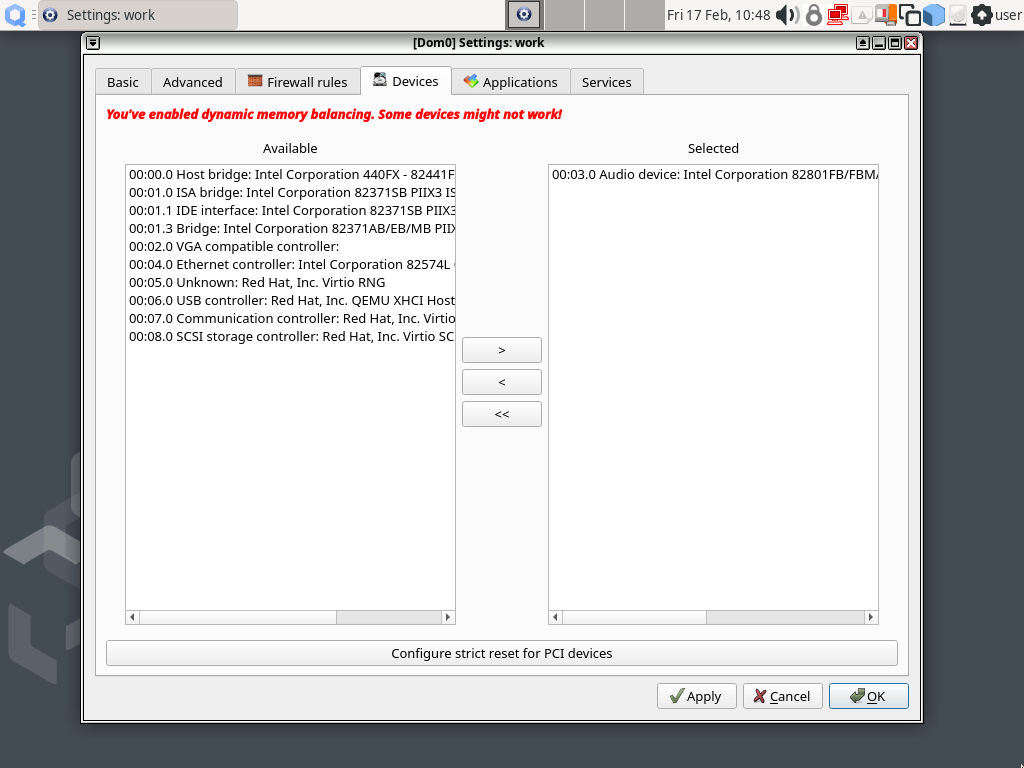 Settings: work
Fri 17 Feb, 10:48
user
[Dom0] Settings: work
Basic
Advanced
Firewall rules
Devices
Applications
Services
You've enabled dynamic memory balancing. Some devices might not work!
Available
Selected
00:00.0 Host bridge: Intel Corporation 440FX - 82441F
00:01.0 ISA bridge: Intel Corporation 82371SB PIIX3 IS
00:01.1 IDE interface: Intel Corporation 82371SB PIIX3
00:01.3 Bridge: Intel Corporation 82371AB/EB/MB PIIX
00:02.0 VGA compatible controller:
00:04.0 Ethernet controller: Intel Corporation 82574L
00:05.0 Unknown: Red Hat, Inc. Virtio RNG
00:06.0 USB controller: Red Hat, Inc. QEMU XHCI Host
00:07.0 Communication controller: Red Hat, Inc. Virtio
00:08.0 SCSI storage controller: Red Hat, Inc. Virtio SC
00:03.0 Audio device: Intel Corporation 82801FB/FBM/
>
<
<<
Configure strict reset for PCI devices
Apply
Cancel
OK